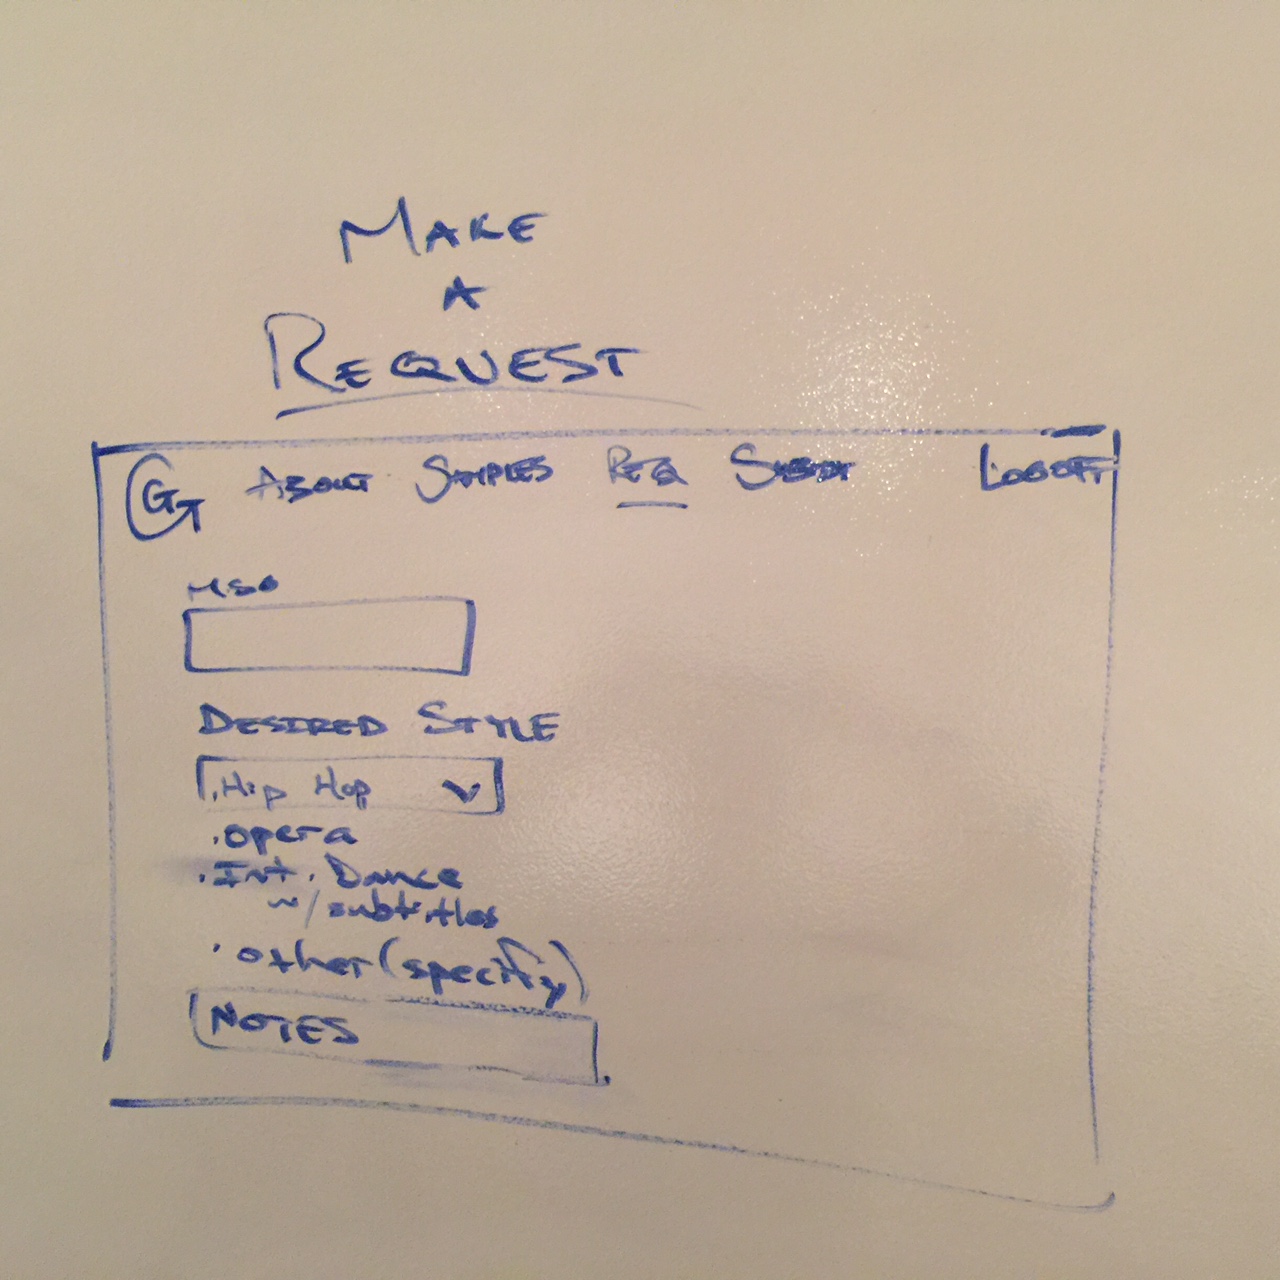 MAKE
A
REQUEST
GT ABOUT SAMPLES REQ LOGOFF
MSG
DESIRED STYLE
.Hip Hop
.opera
.Int. Dance
w/subtitles
.other (specify)
NOTES